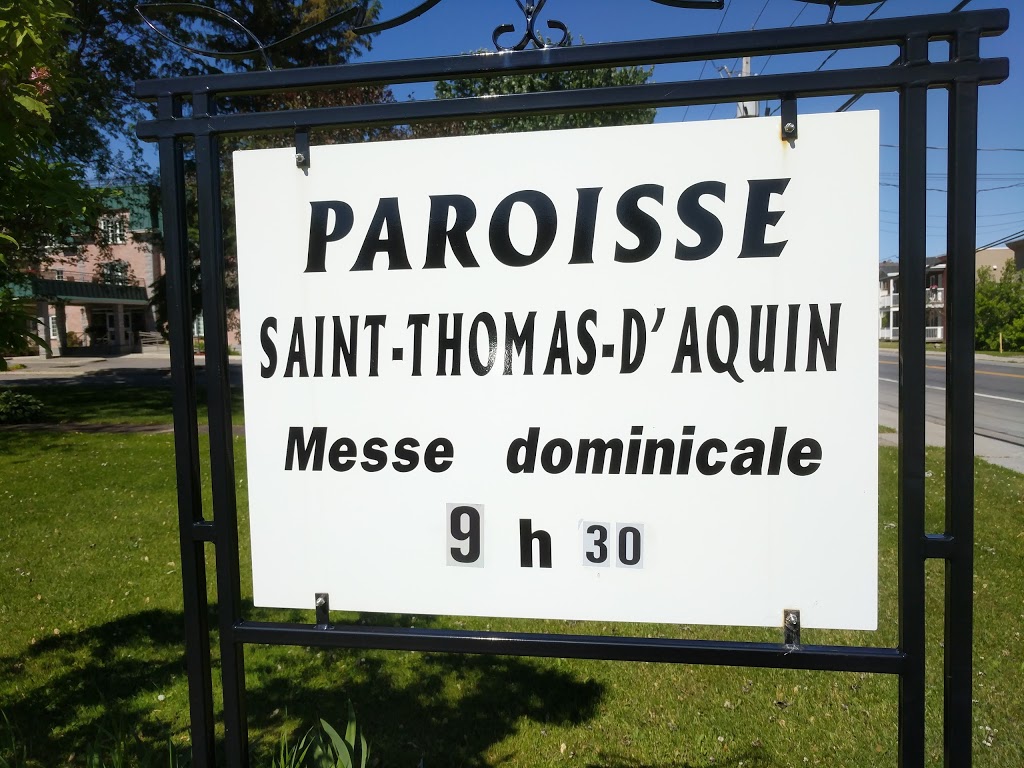 PAROISSE
SAINT-THOMAS-D'AQUIN
Messe dominicale
9 h 30